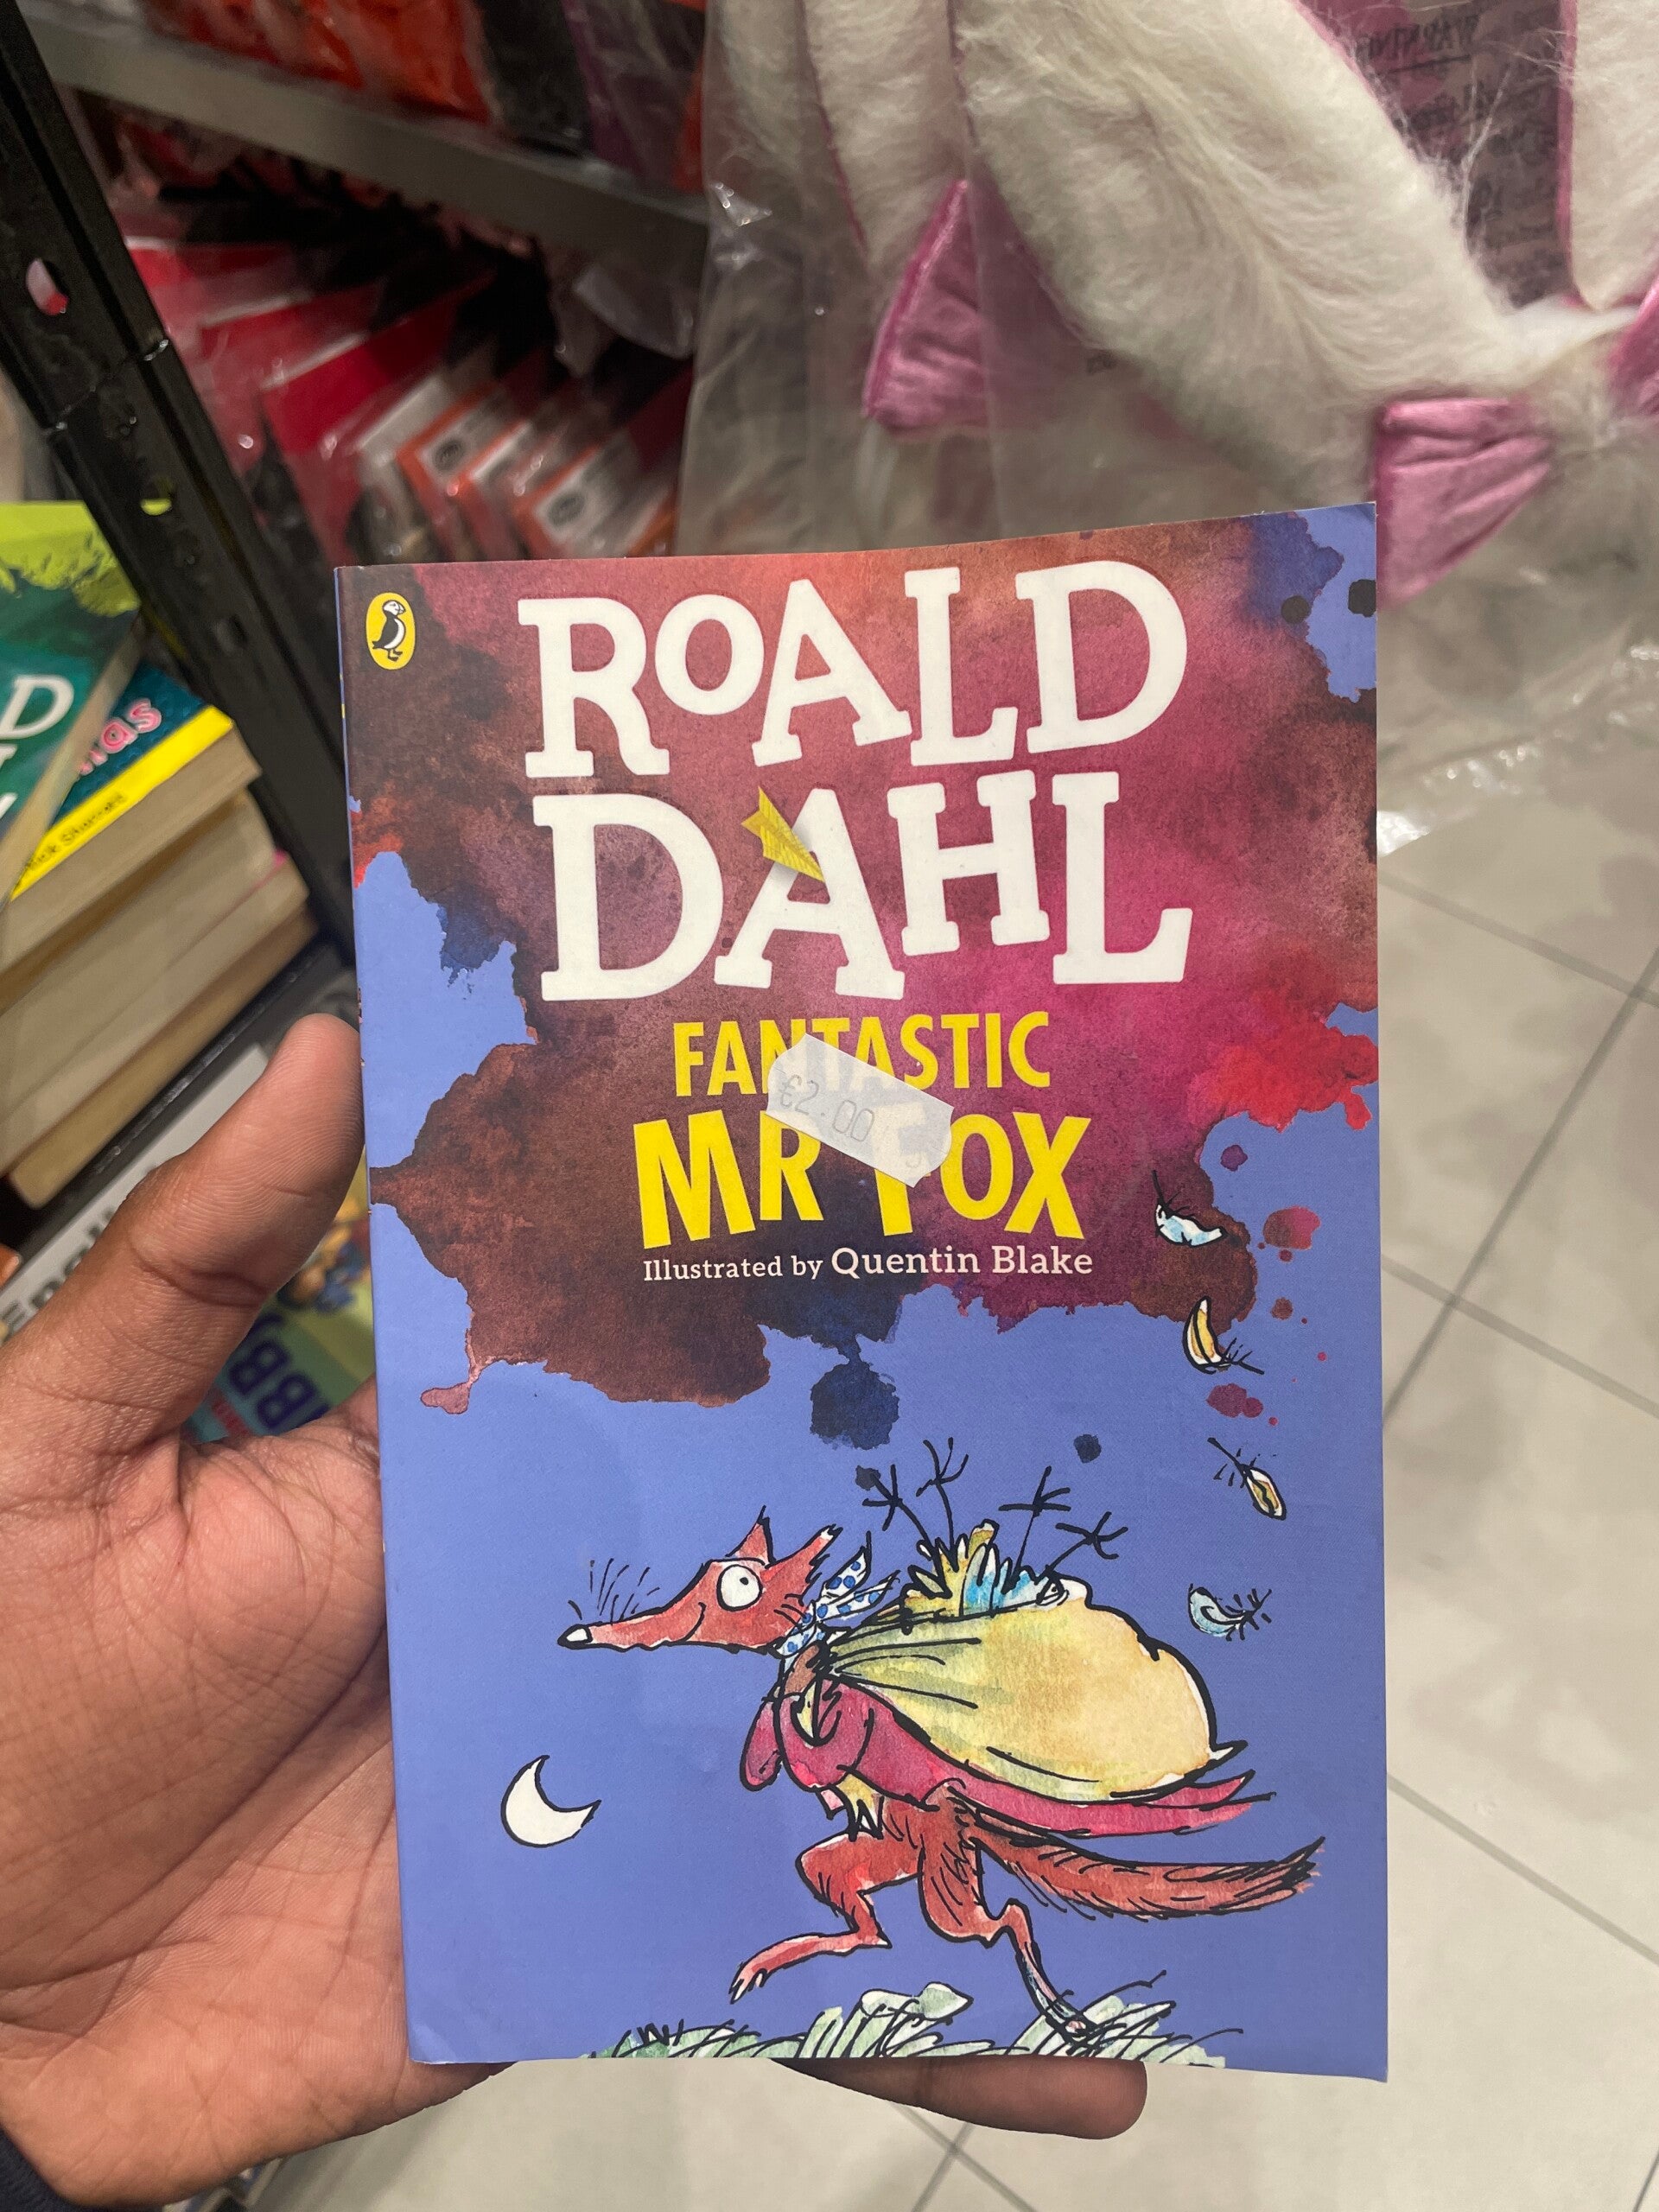 ROALD
DAHL
FANTASTIC
€2.00
MR FOX
Illustrated by Quentin Blake
D